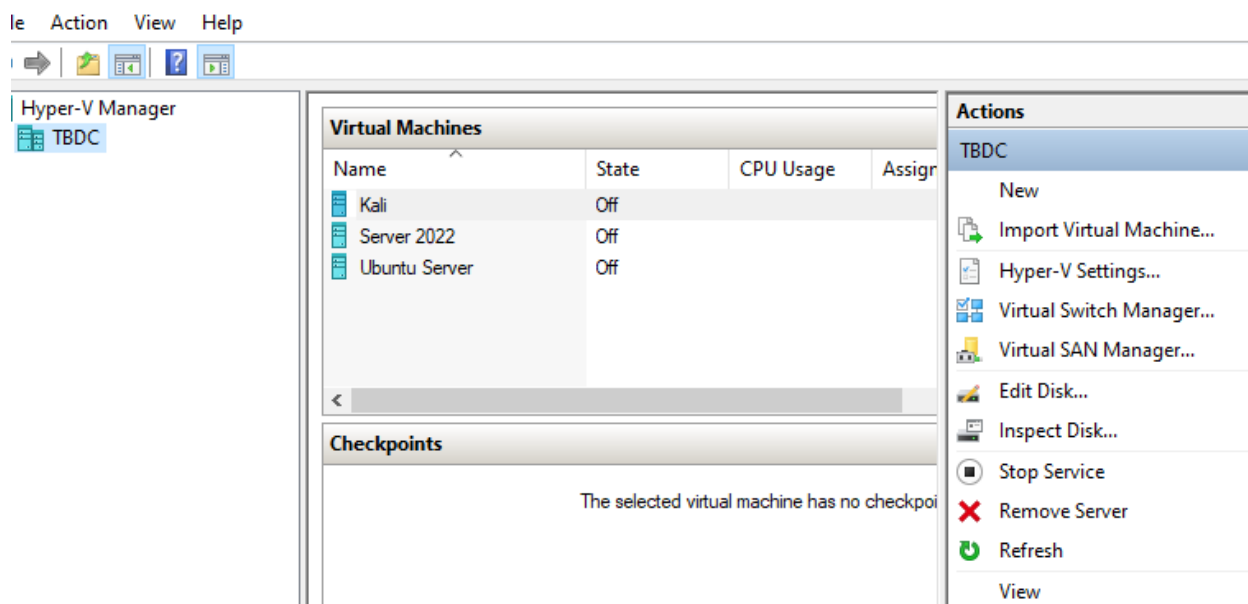 le Action View Help
Hyper-V Manager
TBDC
Virtual Machines
Name State CPU Usage Assigr
Kali Off
Server 2022 Off
Ubuntu Server Off
Checkpoints
The selected virtual machine has no checkpoi
Actions
TBDC
New
Import Virtual Machine...
Hyper-V Settings...
Virtual Switch Manager...
Virtual SAN Manager...
Edit Disk...
Inspect Disk...
Stop Service
Remove Server
Refresh
View